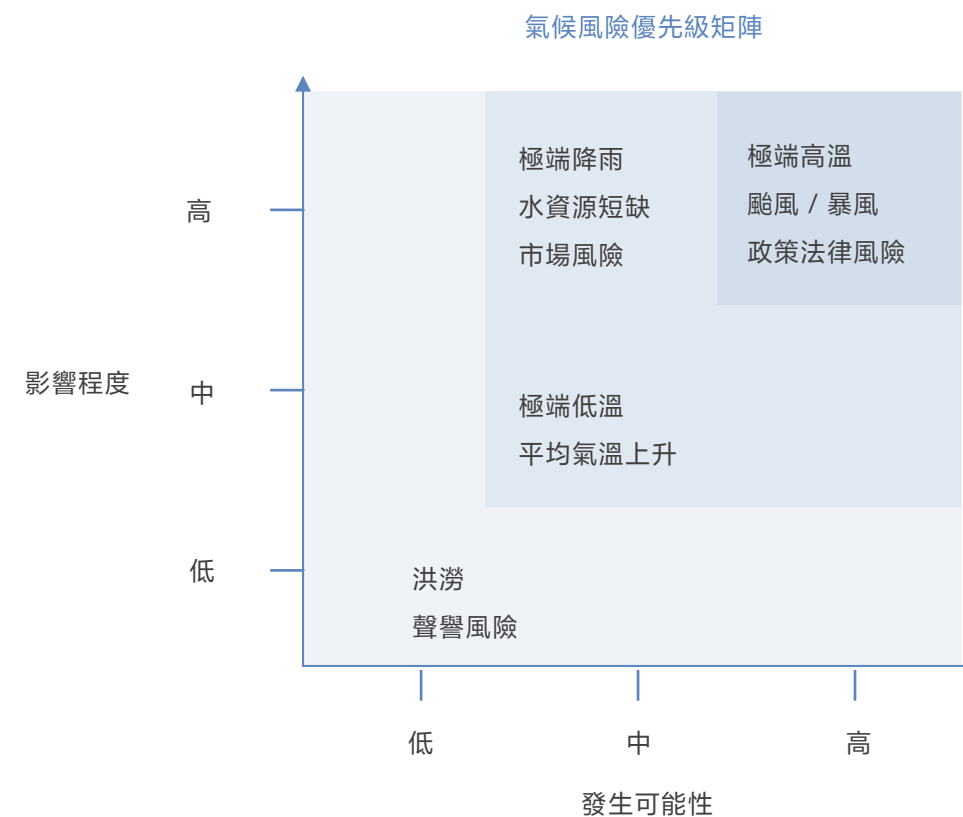 氣候風險優先級矩陣
極端降雨
水資源短缺
市場風險
極端高溫
颱風 / 暴風
政策法律風險
高
影響程度
中
極端低溫
平均氣溫上升
低
洪澇
聲譽風險
低
中
高
發生可能性